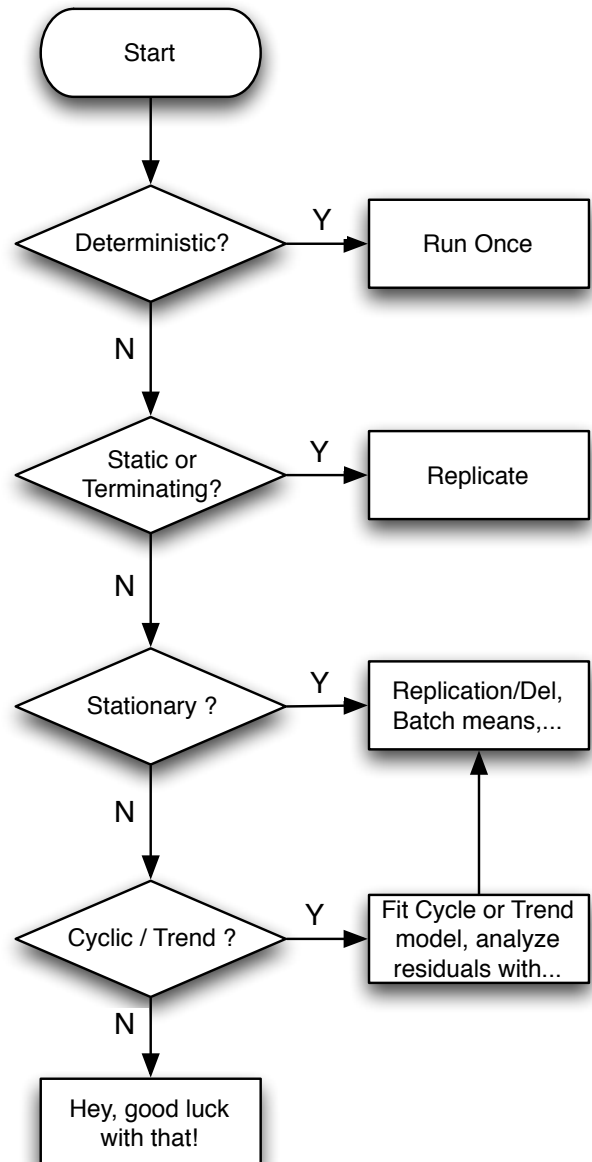 Start
Deterministic?
Y
Run Once
N
Static or
Terminating?
Y
Replicate
N
Stationary ?
Y
Replication/Del,
Batch means,...
N
Cyclic / Trend ?
Y
Fit Cycle or Trend
model, analyze
residuals with...
N
Hey, good luck
with that!